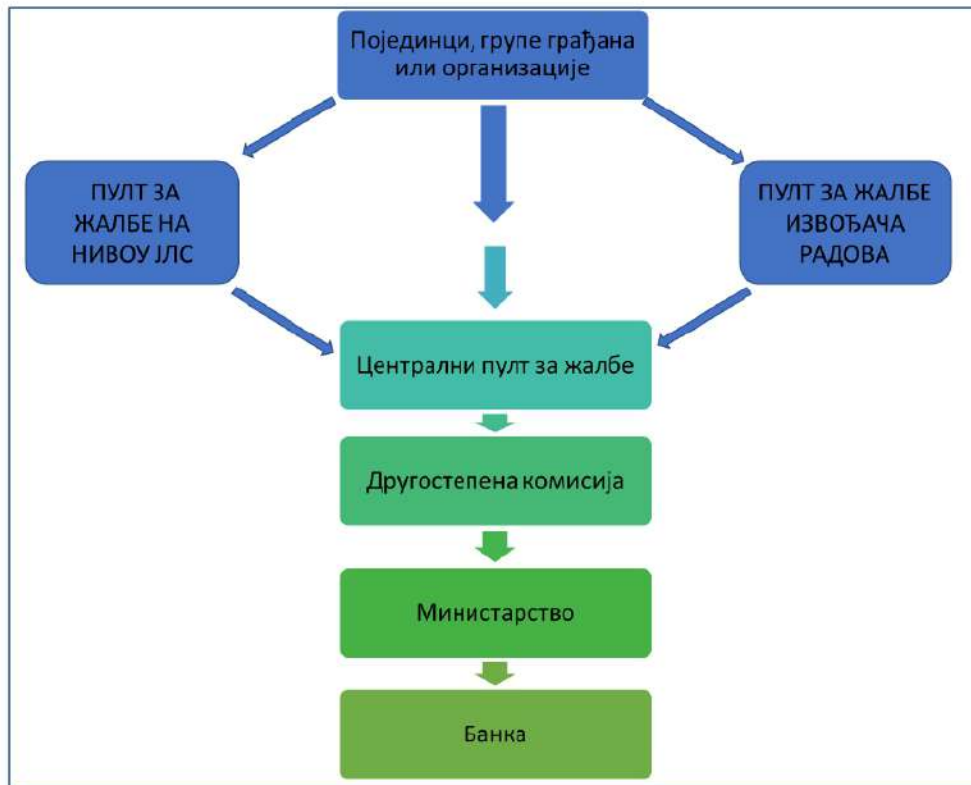 Појединци, групе грађана
или организације
ПУЛТ ЗА
ЖАЛБЕ НА
НИВОУ ЈЛС
ПУЛТ ЗА ЖАЛБЕ
ИЗВОЂАЧА
РАДОВА
Централни пулт за жалбе
Другостепена комисија
Министарство
Банка